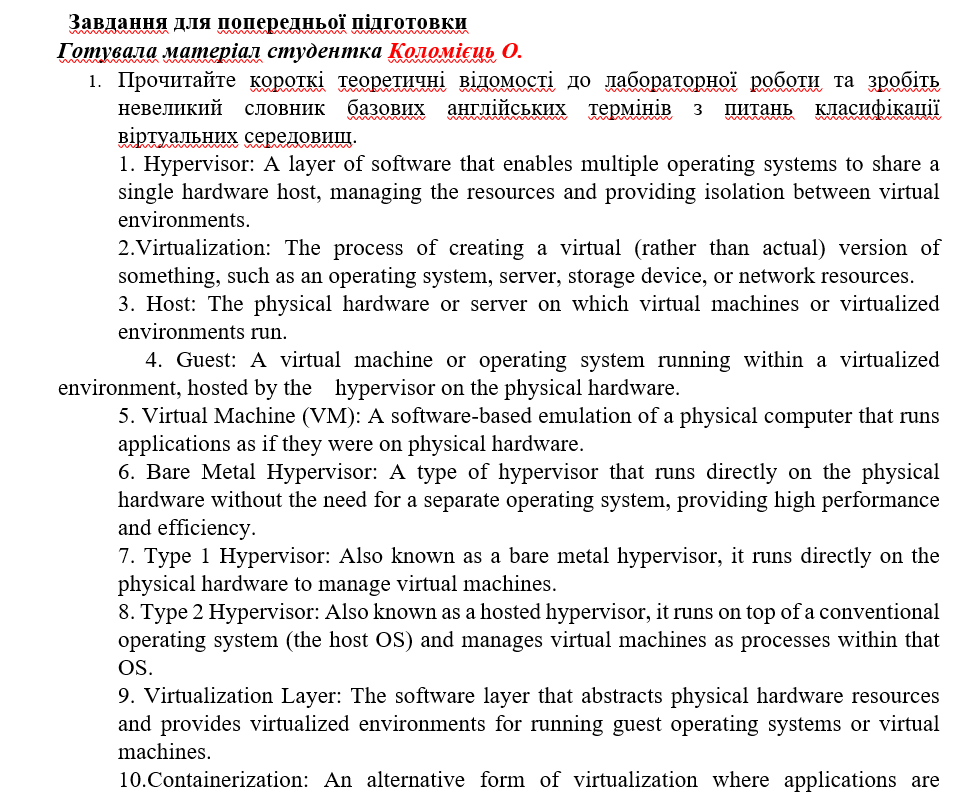 Завдання для попередньої підготовки
Готувала матеріал студентка Коломієць О.
1. Прочитайте короткі теоретичні відомості до лабораторної роботи та зробіть
невеликий словник базових англійських термінів з питань класифікації
віртуальних середовищ.
1. Hypervisor: A layer of software that enables multiple operating systems to share a
single hardware host, managing the resources and providing isolation between virtual
environments.
2.Virtualization: The process of creating a virtual (rather than actual) version of
something, such as an operating system, server, storage device, or network resources.
3. Host: The physical hardware or server on which virtual machines or virtualized
environments run.
4. Guest: A virtual machine or operating system running within a virtualized
environment, hosted by the hypervisor on the physical hardware.
5. Virtual Machine (VM): A software-based emulation of a physical computer that runs
applications as if they were on physical hardware.
6. Bare Metal Hypervisor: A type of hypervisor that runs directly on the physical
hardware without the need for a separate operating system, providing high performance
and efficiency.
7. Type 1 Hypervisor: Also known as a bare metal hypervisor, it runs directly on the
physical hardware to manage virtual machines.
8. Type 2 Hypervisor: Also known as a hosted hypervisor, it runs on top of a conventional
operating system (the host OS) and manages virtual machines as processes within that
OS.
9. Virtualization Layer: The software layer that abstracts physical hardware resources
and provides virtualized environments for running guest operating systems or virtual
machines.
10.Containerization: An alternative form of virtualization where applications are